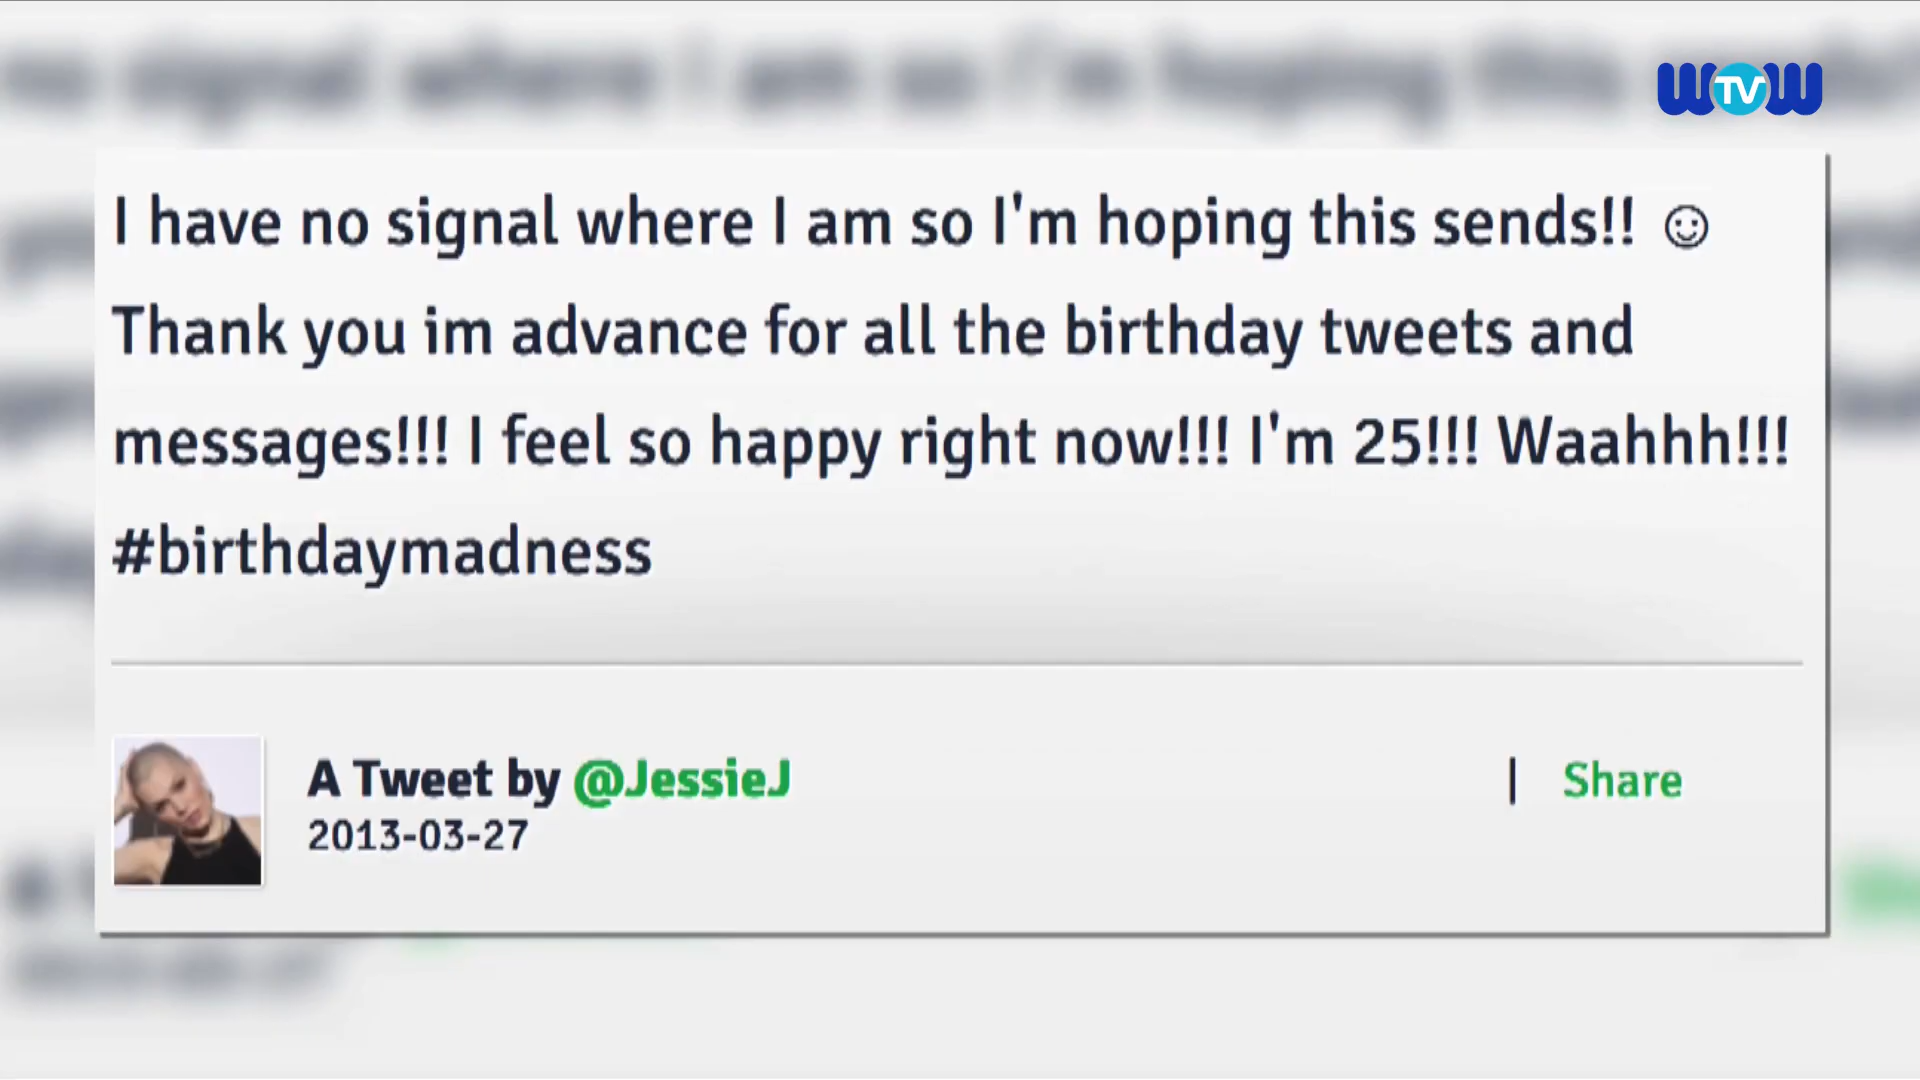 WTVW
I have no signal where I am so I'm hoping this sends!! ☺
Thank you im advance for all the birthday tweets and
messages!!! I feel so happy right now!!! I'm 25!!! Waahhh!!!
#birthdaymadness
A Tweet by @JessieJ | Share
2013-03-27